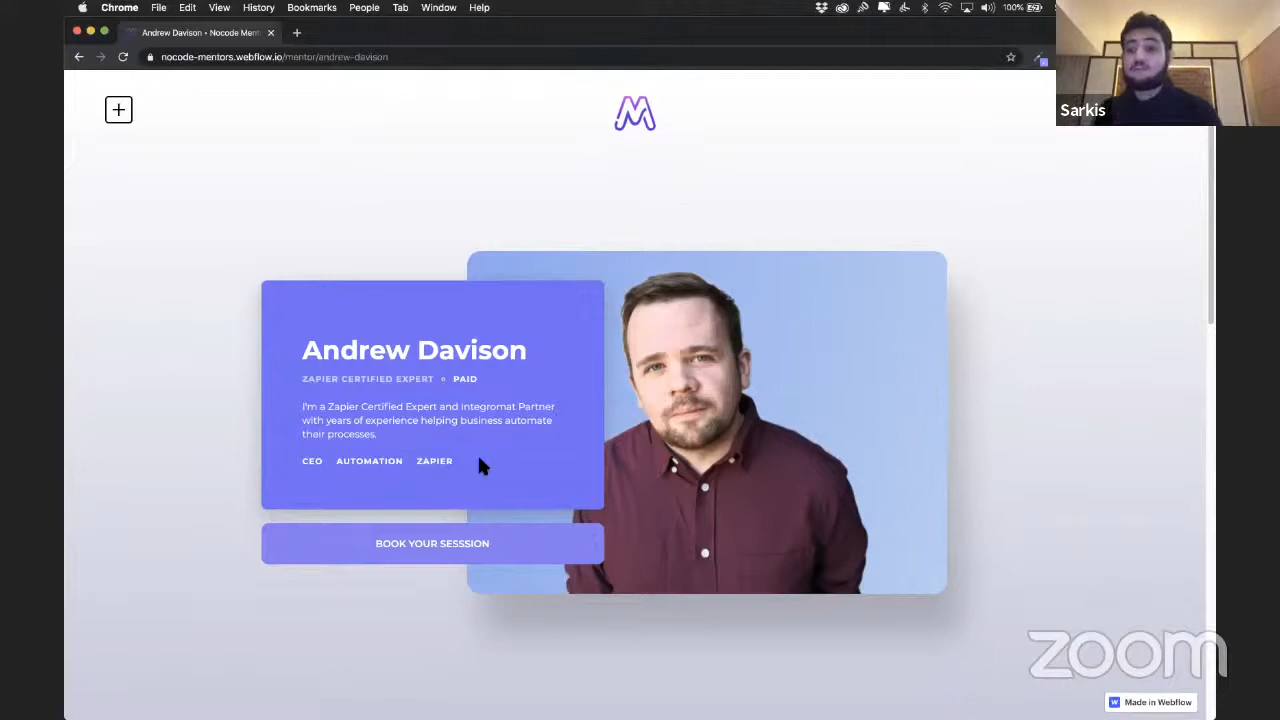 Chrome File Edit View History Bookmarks People Tab Window Help
100%
Andrew Davison • Nocode Ment
nocode-mentors.webflow.io/mentor/andrew-davison
Sarkis
Andrew Davison
ZAPIER CERTIFIED EXPERT PAID
I'm a Zapier Certified Expert and Integromat Partner
with years of experience helping business automate
their processes.
CEO AUTOMATION ZAPIER
BOOK YOUR SESSSION
zoom
Made in Webflow